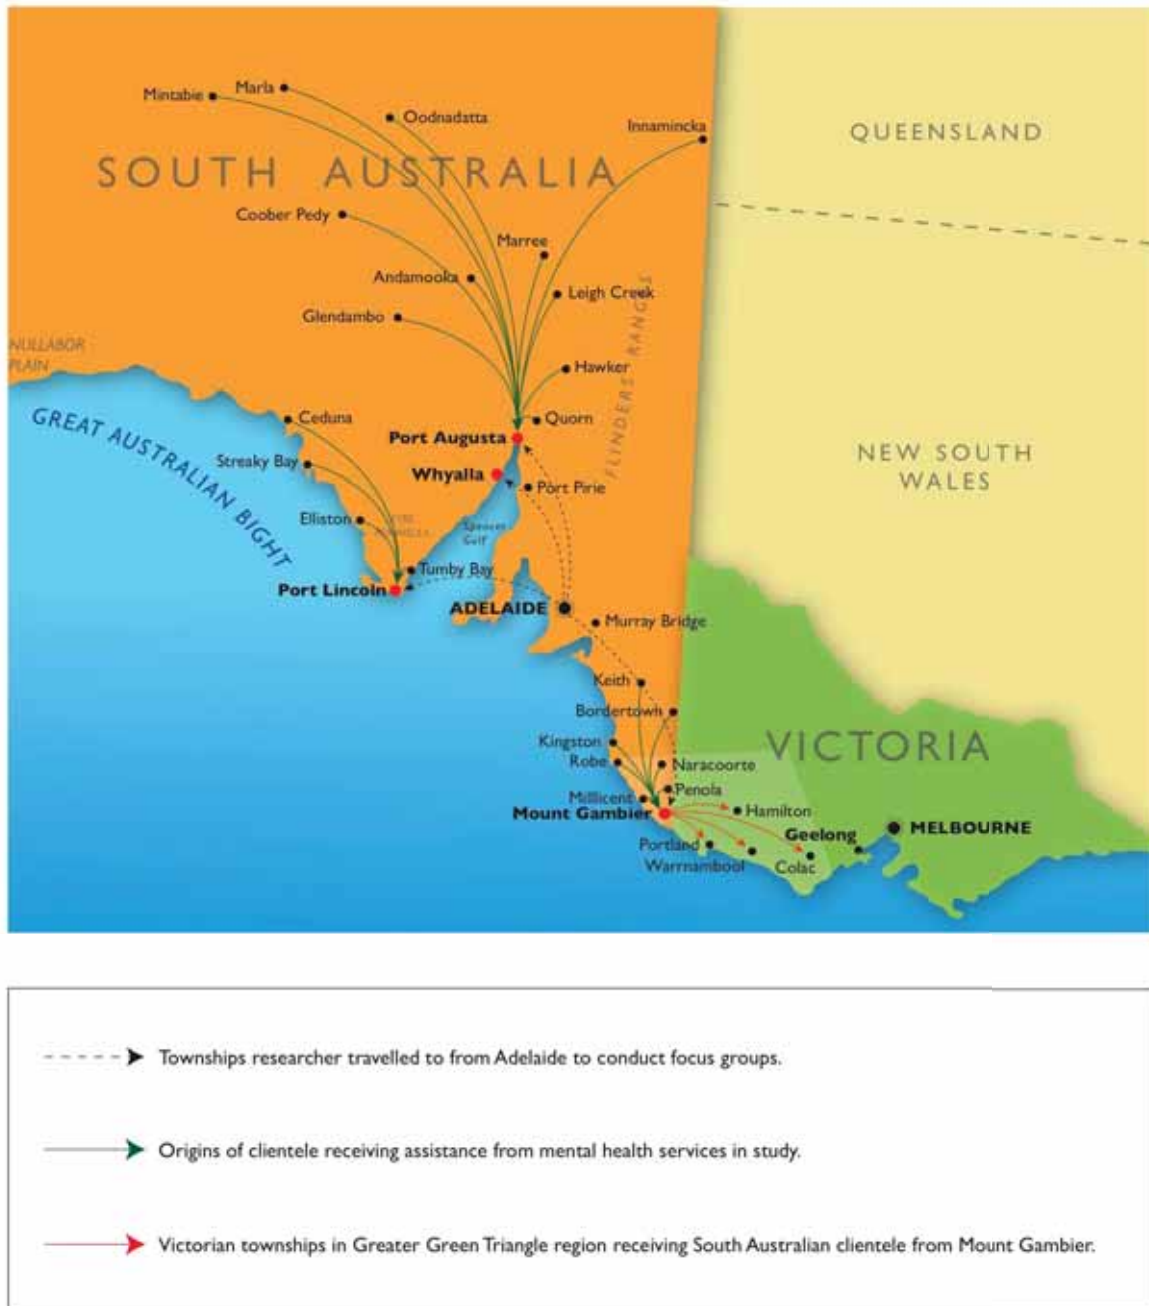 Mintabie
Marla
Oodnadatta
Innamincka
QUEENSLAND
SOUTH AUSTRALIA
Coober Pedy
Marree
Andamooka
Leigh Creek
Glendambo
FLINDERS RANGES
NULLABOR
PLAIN
Hawker
GREAT AUSTRALIAN BIGHT
Ceduna
Quorn
Port Augusta
NEW SOUTH
WALES
Streaky Bay
Whyalla
Port Pirie
Elliston
Spencer
Gulf
Tumby Bay
Port Lincoln
ADELAIDE
Murray Bridge
Keith
Bordertown
Kingston
VICTORIA
Robe
Naracoorte
Penola
Milllicent
Mount Gambier
Hamilton
Geelong
MELBOURNE
Portland
Warrnambool
Colac
Townships researcher travelled to from Adelaide to conduct focus groups.
Origins of clientele receiving assistance from mental health services in study.
Victorian townships in Greater Green Triangle region receiving South Australian clientele from Mount Gambier.